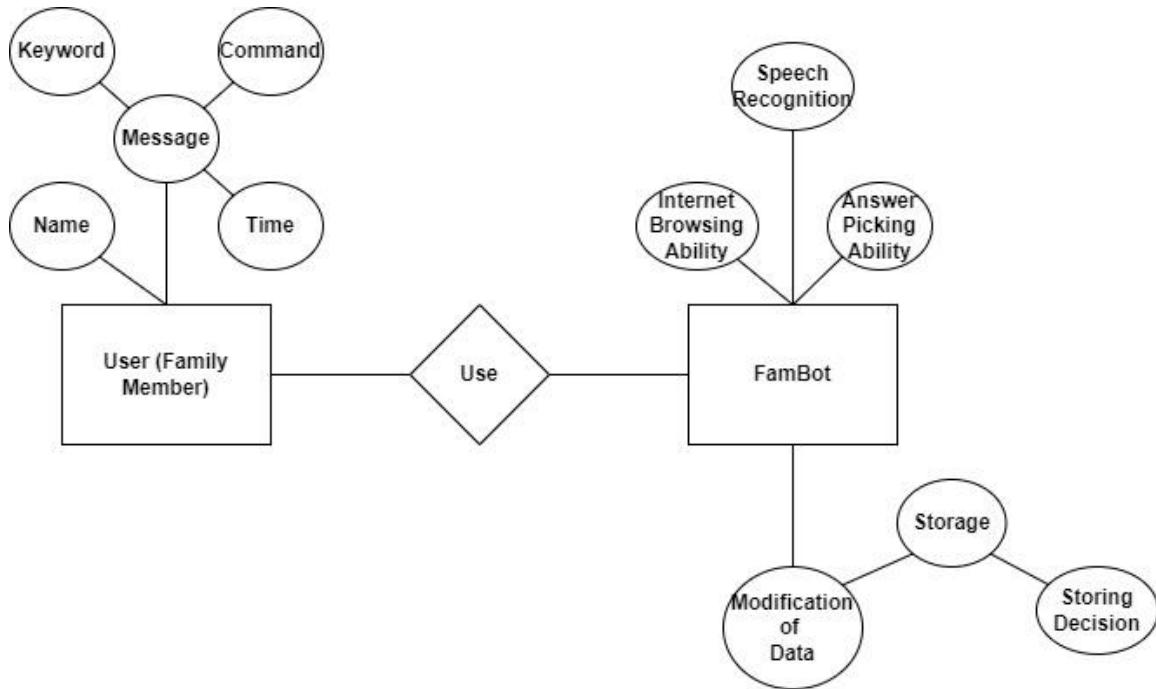 Keyword
Command
Message
Name
Time
User (Family
Member)
Use
Speech
Recognition
Internet
Browsing
Ability
Answer
Picking
Ability
FamBot
Storage
Modification
of
Data
Storing
Decision